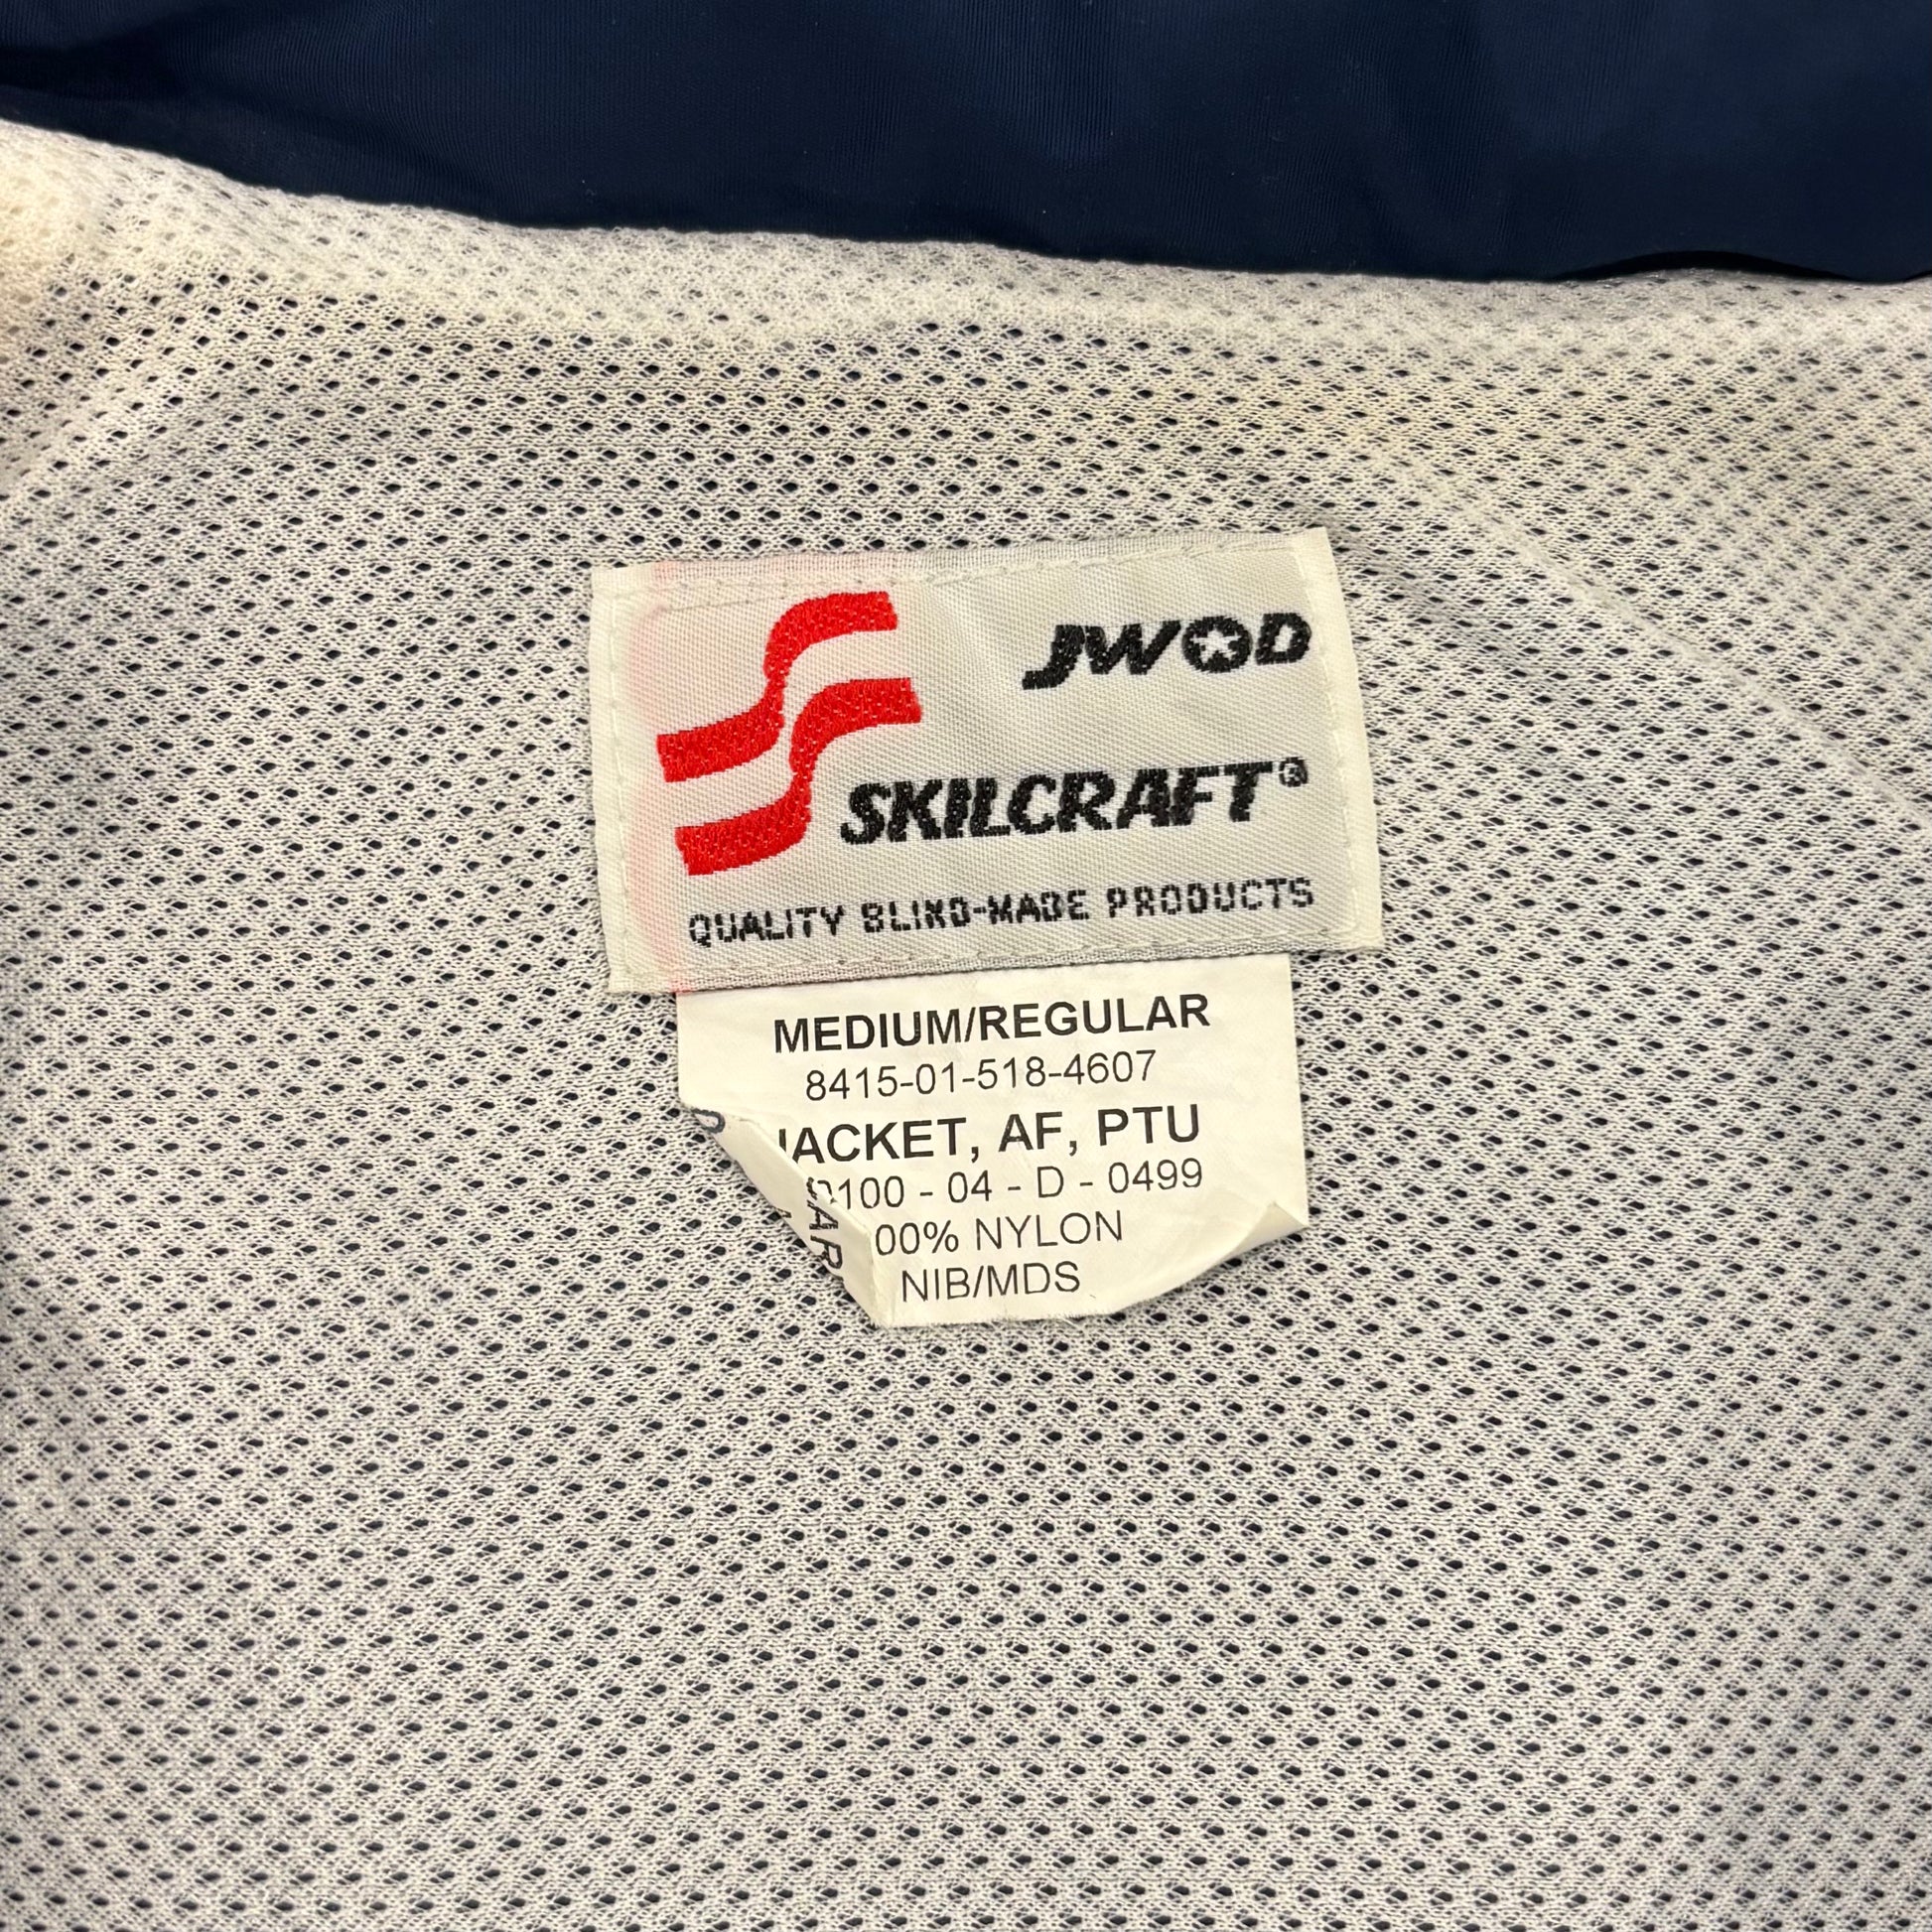 JWOD
SKILCRAFT®
QUALITY BLIND-MADE PRODUCTS
MEDIUM/REGULAR
8415-01-518-4607
JACKET, AF, PTU
0100 - 04 - D - 0499
00% NYLON
NIB/MDS